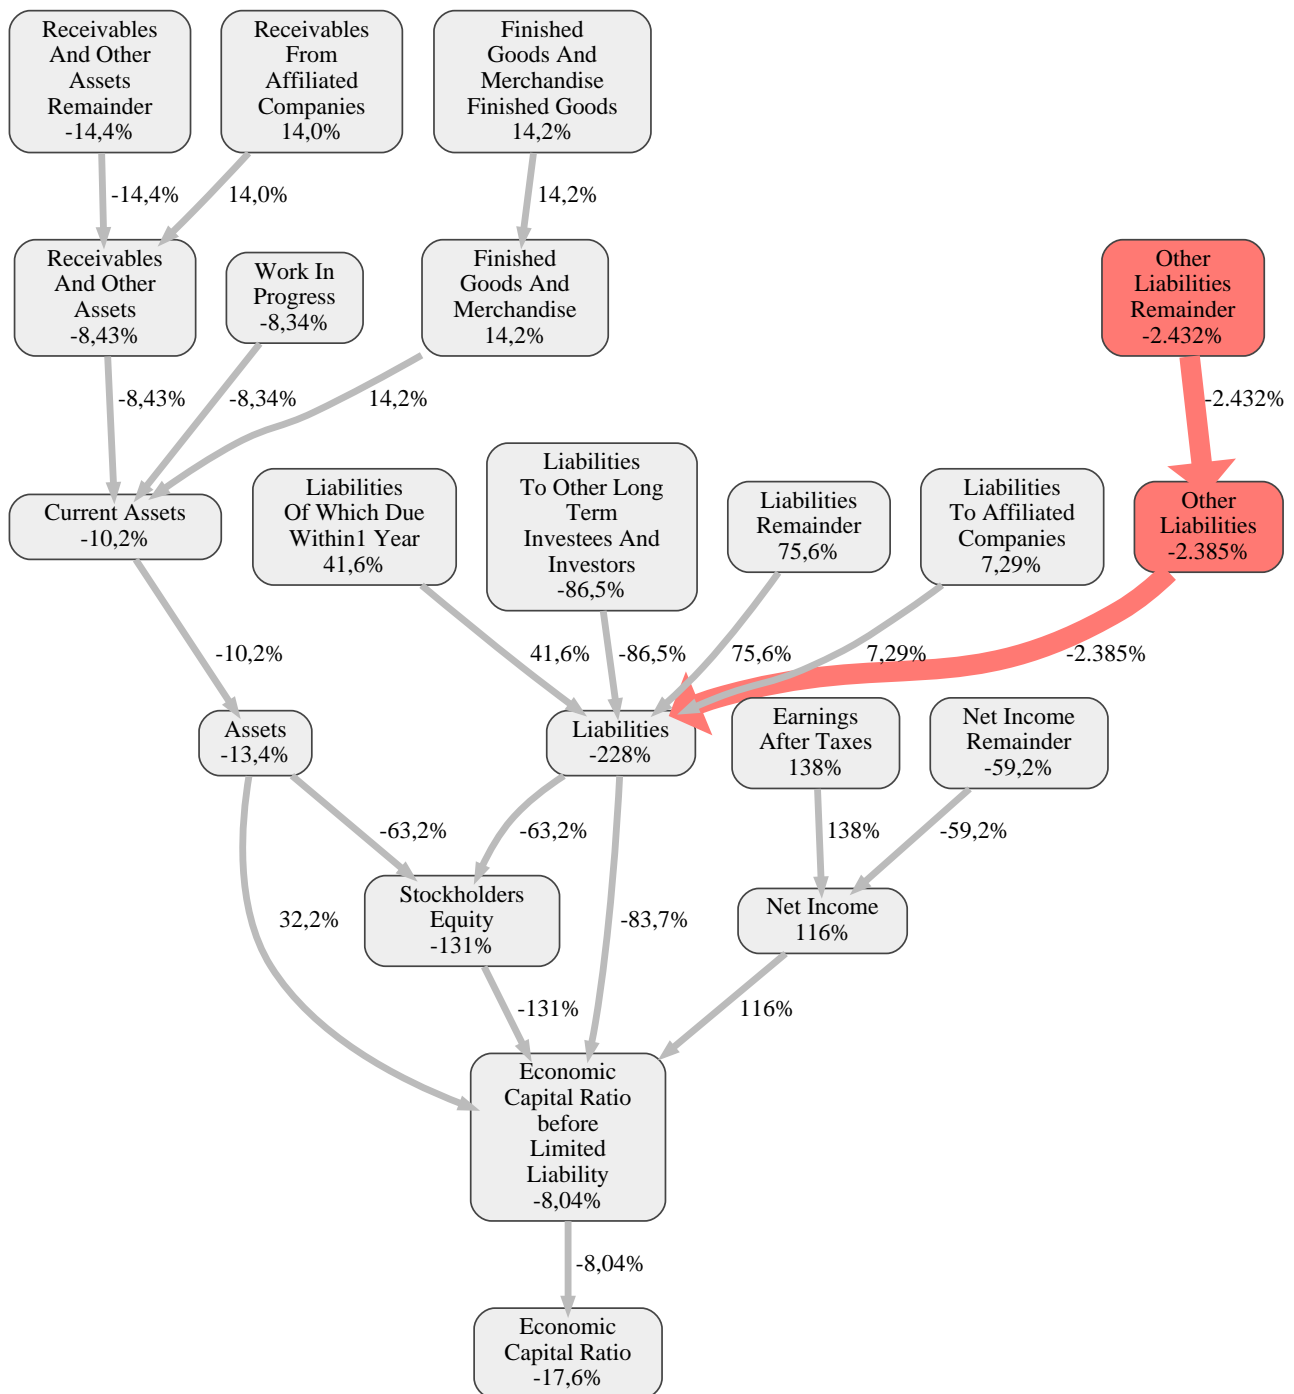 Receivables
And Other
Assets
Remainder
-14,4%
Receivables
From
Affiliated
Companies
14,0%
Finished
Goods And
Merchandise
Finished Goods
14,2%
-14,4%
14,0%
14,2%
Receivables
And Other
Assets
-8,43%
Work In
Progress
-8,34%
Finished
Goods And
Merchandise
14,2%
Other
Liabilities
Remainder
-2.432%
-8,43%
-8,34%
14,2%
-2.432%
Current Assets
-10,2%
Liabilities
Of Which Due
Within1 Year
41,6%
Liabilities
To Other Long
Term
Investees And
Investors
-86,5%
Liabilities
Remainder
75,6%
Liabilities
To Affiliated
Companies
7,29%
Other
Liabilities
-2.385%
-10,2%
41,6%
-86,5%
75,6%
7,29%
-2.385%
Assets
-13,4%
Liabilities
-228%
Earnings
After Taxes
138%
Net Income
Remainder
-59,2%
-63,2%
-63,2%
138%
-59,2%
32,2%
Stockholders
Equity
-131%
-83,7%
Net Income
116%
-131%
116%
Economic
Capital Ratio
before
Limited
Liability
-8,04%
-8,04%
Economic
Capital Ratio
-17,6%